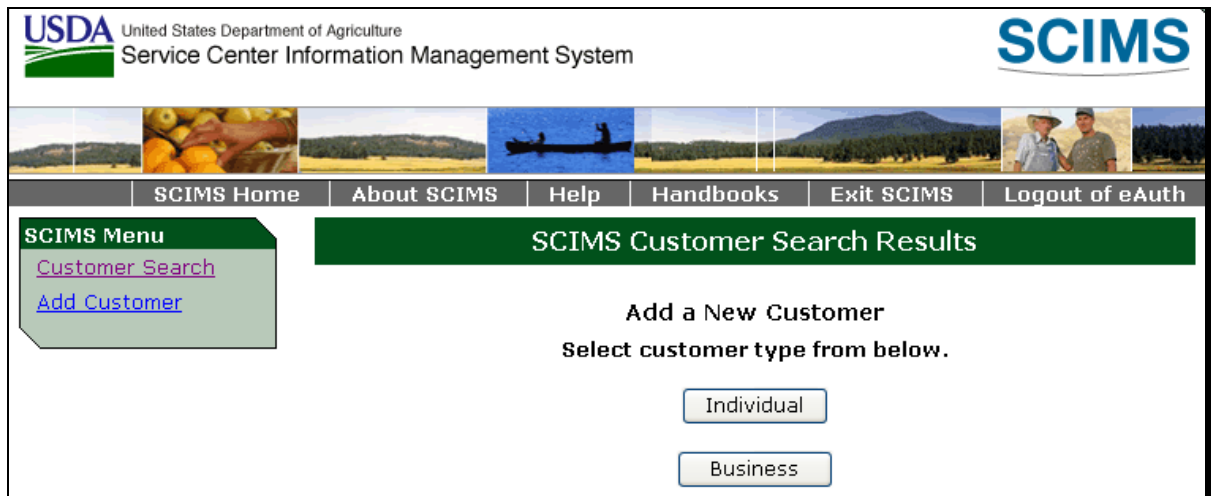 USDA United States Department of Agriculture
Service Center Information Management System
SCIMS
SCIMS Home About SCIMS Help Handbooks Exit SCIMS Logout of eAuth
SCIMS Menu
Customer Search
Add Customer
SCIMS Customer Search Results
Add a New Customer
Select customer type from below.
Individual
Business